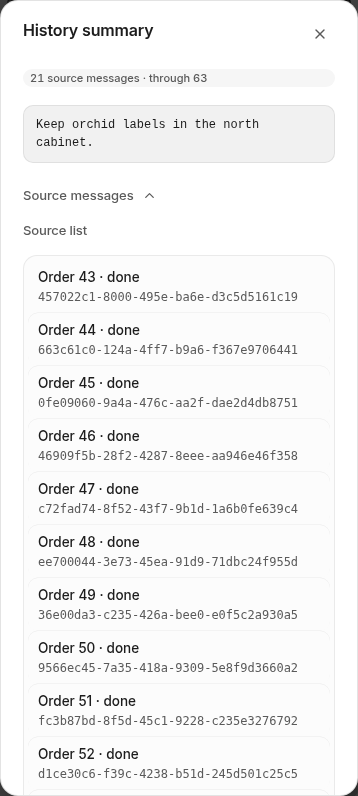 History summary
21 source messages · through 63
Keep orchid labels in the north
cabinet.
Source messages
Source list
Order 43 · done
457022c1-8000-495e-ba6e-d3c5d5161c19
Order 44 · done
663c61c0-124a-4ff7-b9a6-f367e9706441
Order 45 · done
0fe09060-9a4a-476c-aa2f-dae2d4db8751
Order 46 · done
46909f5b-28f2-4287-8eee-aa946e46f358
Order 47 · done
c72fad74-8f52-43f7-9b1d-1a6b0fe639c4
Order 48 · done
ee700044-3e73-45ea-91d9-71dbc24f955d
Order 49 · done
36e00da3-c235-426a-bee0-e0f5c2a930a5
Order 50 · done
9566ec45-7a35-418a-9309-5e8f9d3660a2
Order 51 · done
fc3b87bd-8f5d-45c1-9228-c235e3276792
Order 52 · done
d1ce30c6-f39c-4238-b51d-245d501c25c5